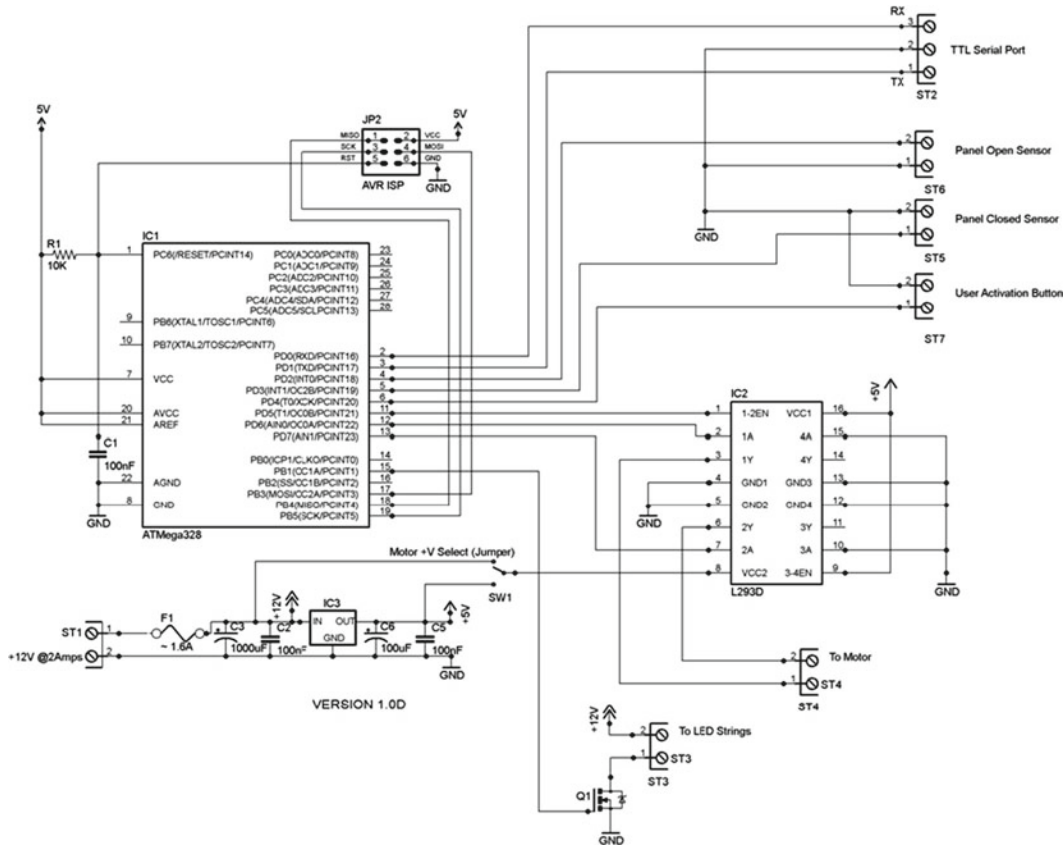 RX
3
2
1
TX
TTL Serial Port
ST2
5V
JP2
5V
MISO 1 2 VCC
SCK 3 4 MOSI
RST 5 6 GND
AVR ISP
GND
2
1
Panel Open Sensor
ST6
2
1
Panel Closed Sensor
ST5
GND
2
1
User Activation Button
ST7
R1
10K
IC1
1 PC6(/RESET/PCINT14)
9 PB6(XTAL1/TOSC1/PCINT6)
10 PB7(XTAL2/TOSC2/PCINT7)
7 VCC
20 AVCC
21 AREF
22 AGND
8 GND
PC0(ADC0/PCINT8) 23
PC1(ADC1/PCINT9) 24
PC2(ADC2/PCINT10) 25
PC3(ADC3/PCINT11) 26
PC4(ADC4/SDA/PCINT12) 27
PC5(ADC5/SCL/PCINT13) 28
PD0(RXD/PCINT16) 2
PD1(TXD/PCINT17) 3
PD2(INT0/PCINT18) 4
PD3(INT1/OC2B/PCINT19) 5
PD4(T0/XCK/PCINT20) 6
PD5(T1/OC0B/PCINT21) 11
PD6(AIN0/OC0A/PCINT22) 12
PD7(AIN1/PCINT23) 13
PB0(ICP1/CLKO/PCINT0) 14
PB1(CC1A/PCINT1) 15
PB2(SS/CC1B/PCINT2) 16
PB3(MOSI/CC2A/PCINT3) 17
PB4(MISO/PCINT4) 18
PB5(SCK/PCINT5) 19
ATMega328
C1
100nF
GND
IC2
+5V
1 1-2EN VCC1 16
2 1A 4A 15
3 1Y 4Y 14
4 GND1 GND3 13
5 GND2 GND4 12
6 2Y 3Y 11
7 2A 3A 10
8 VCC2 3-4EN 9
L293D
GND
GND
Motor +V Select (Jumper)
SW1
ST1
1
2
+12V @2Amps
F1
~ 1.6A
C3
1000uF
C2
100nF
+12V
IC3
IN OUT
GND
C6
100uF
C5
100nF
+5V
GND
VERSION 1.0D
2
1
To Motor
ST4
ST4
+12V
2
1
To LED Strings
ST3
ST3
Q1
GND